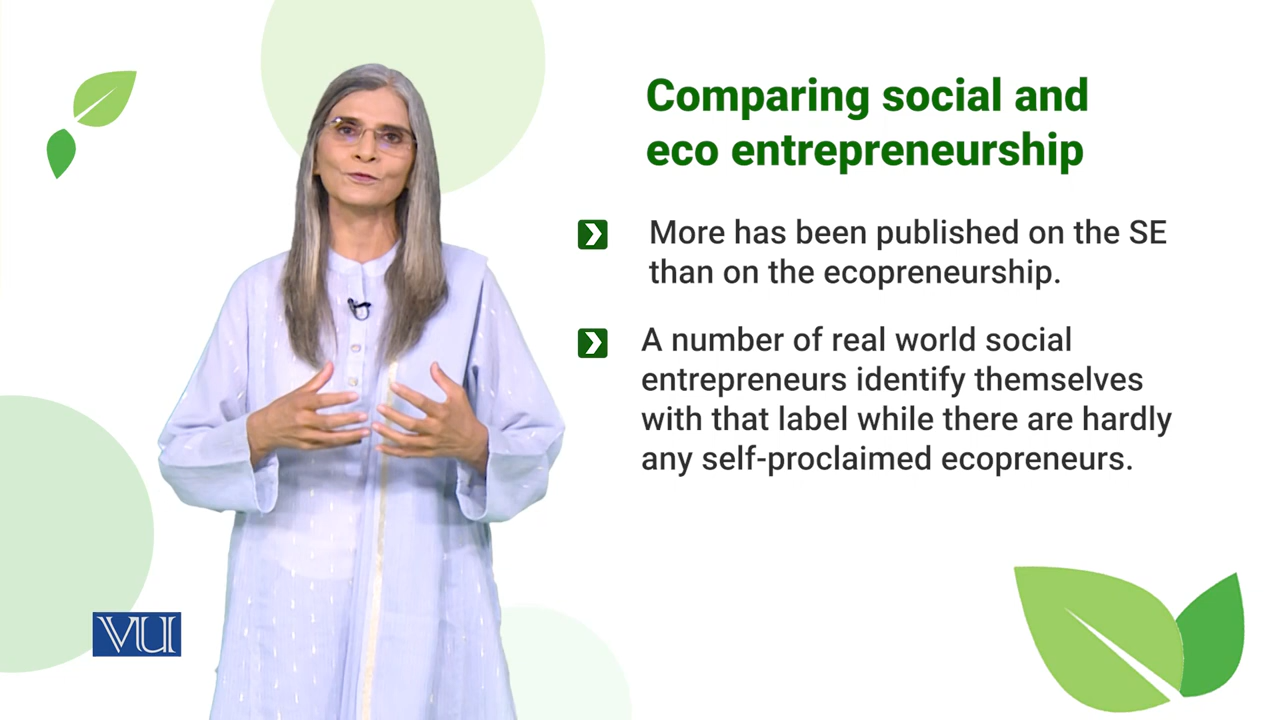 Comparing social and
eco entrepreneurship
More has been published on the SE
than on the ecopreneurship.
A number of real world social
entrepreneurs identify themselves
with that label while there are hardly
any self-proclaimed ecopreneurs.
VU